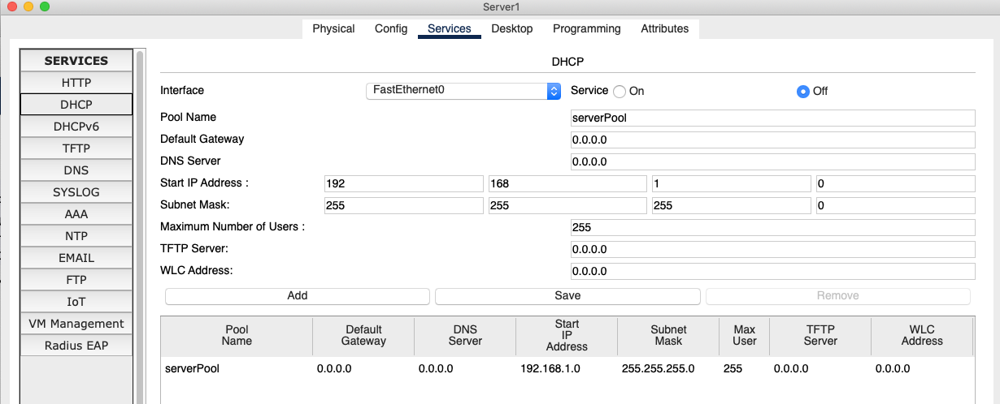 Server1
Physical Config Services Desktop Programming Attributes
SERVICES
HTTP
DHCP
DHCPv6
TFTP
DNS
SYSLOG
AAA
NTP
EMAIL
FTP
IoT
VM Management
Radius EAP
DHCP
Interface FastEthernet0 Service On Off
Pool Name serverPool
Default Gateway 0.0.0.0
DNS Server 0.0.0.0
Start IP Address : 192 168 1 0
Subnet Mask: 255 255 255 0
Maximum Number of Users : 255
TFTP Server: 0.0.0.0
WLC Address: 0.0.0.0
Add Save Remove
Pool Name Default Gateway DNS Server Start IP Address Subnet Mask Max User TFTP Server WLC Address
serverPool 0.0.0.0 0.0.0.0 192.168.1.0 255.255.255.0 255 0.0.0.0 0.0.0.0